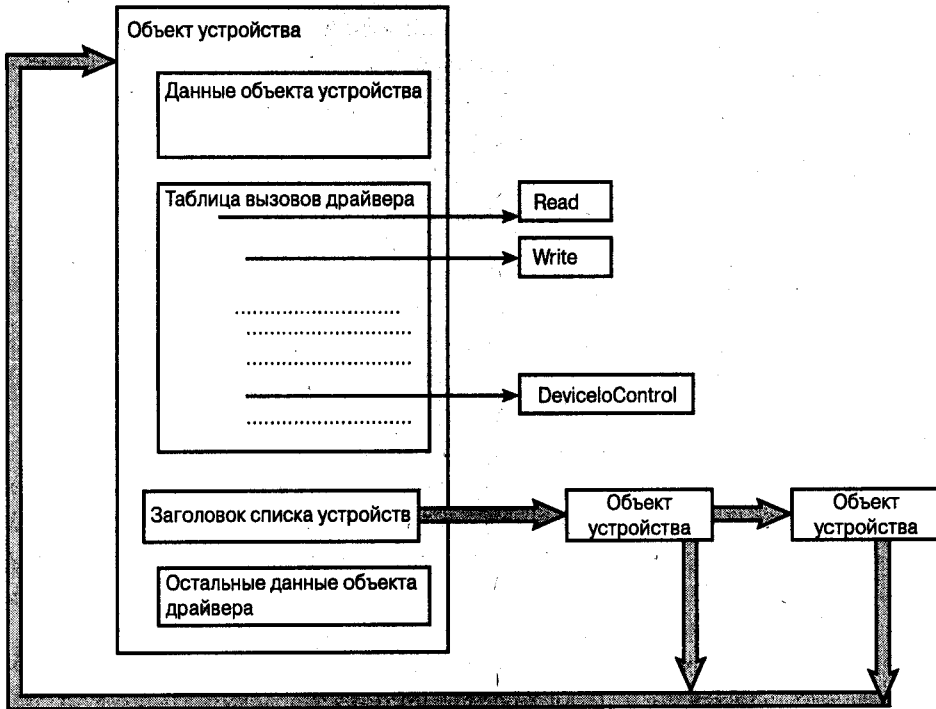 Объект устройства
Данные объекта устройства
Таблица вызовов драйвера
Read
Write
DeviceIoControl
Заголовок списка устройств
Объект
устройства
Объект
устройства
Остальные данные объекта
драйвера